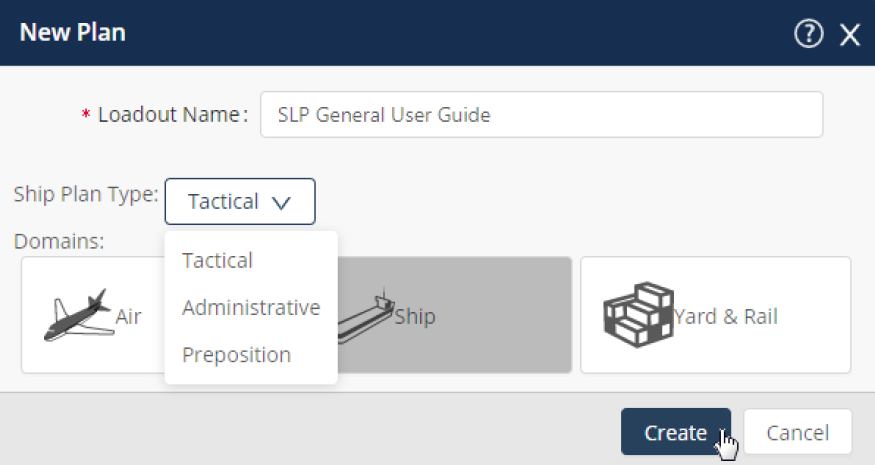 New Plan
* Loadout Name: SLP General User Guide
Ship Plan Type: Tactical
Domains:
Tactical
Administrative
Preposition
Air
Ship
Yard & Rail
Create
Cancel